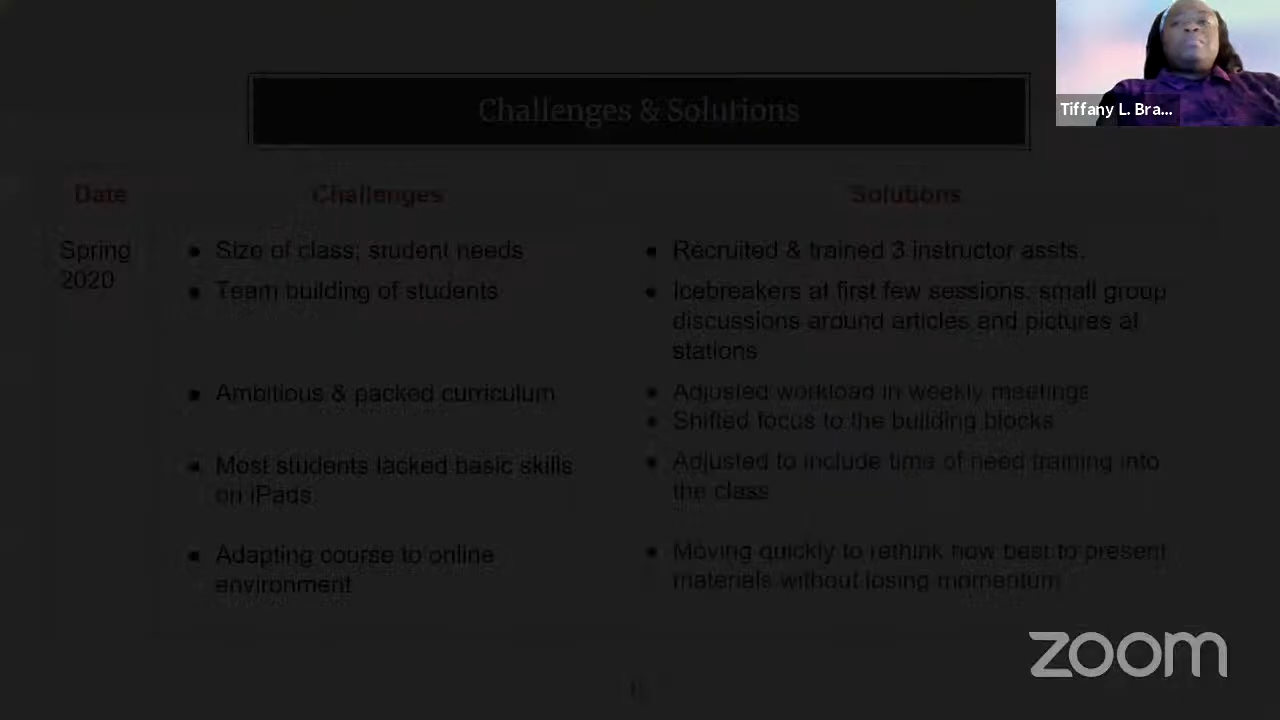 Tiffany L. Bra...
Challenges & Solutions
Date
Challenges
Solutions
Spring
2020
● Size of class; student needs
● Recruited & trained 3 instructor assts.
● Team building of students
● Icebreakers at first few sessions, small group
discussions around articles and pictures at
stations
● Ambitious & packed curriculum
● Adjusted workload in weekly meetings
● Shifted focus to the building blocks
● Most students lacked basic skills
on iPads
● Adjusted to include time of need training into
the class
● Adapting course to online
environment
● Moving quickly to rethink how best to present
materials without losing momentum
zoom